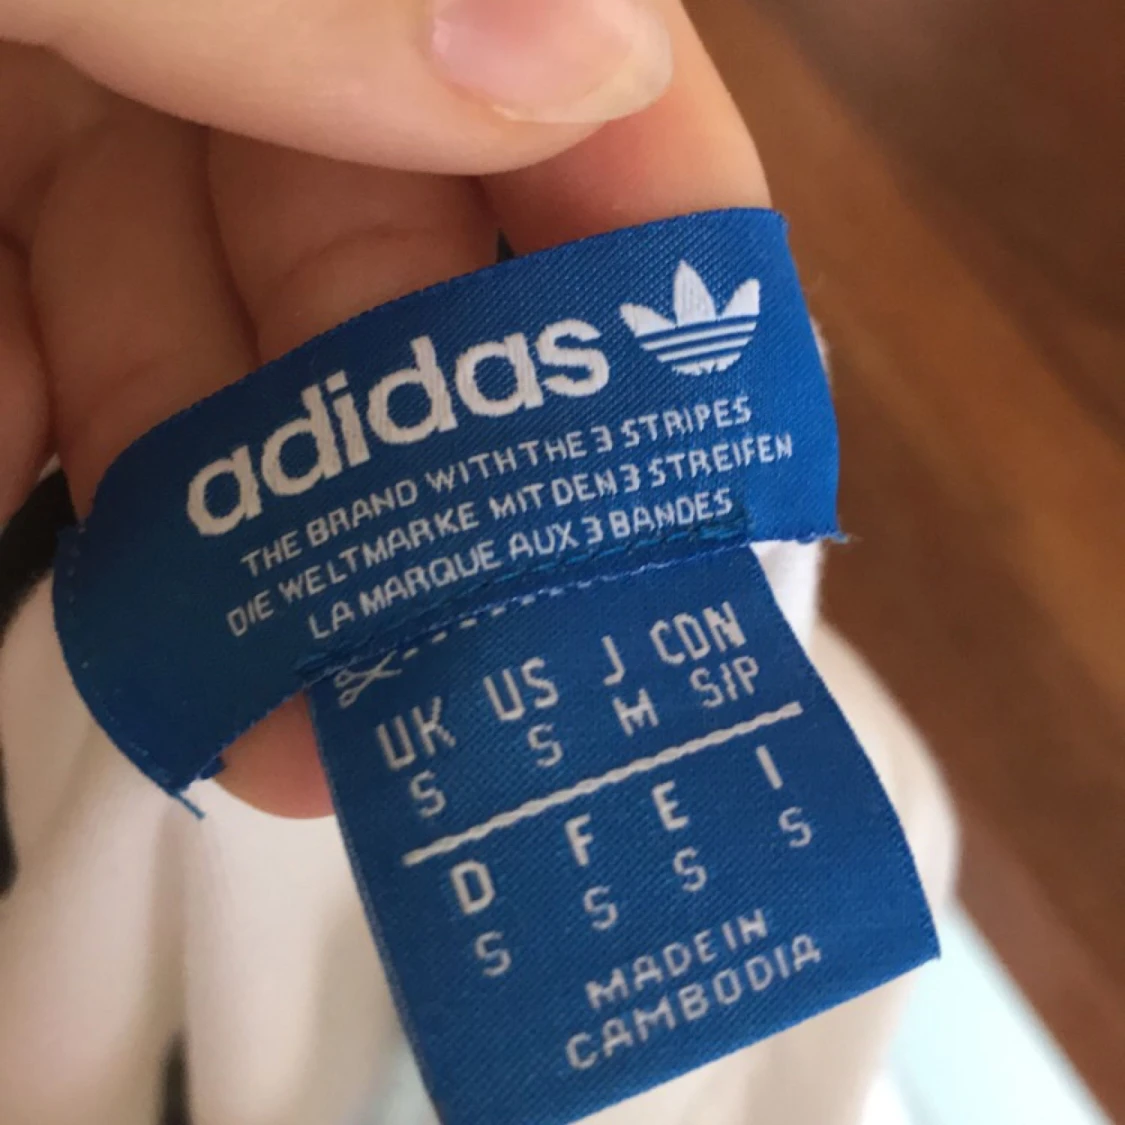 adidas
THE BRAND WITH THE 3 STRIPES
DIE WELTMARKE MIT DEN 3 STREIFEN
LA MARQUE AUX 3 BANDES
UK US J CDN
S S M S/P
D F E I
S S S S
MADE IN
CAMBODIA